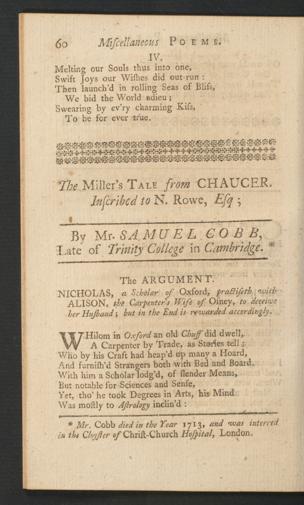 60 Miſcellaneous POEMS.
IV.
Melting our Souls thus into one,
Swift Joys our Wiſhes did out-run:
Then launch'd in rolling Seas of Bliſs,
We bid the World adieu;
Swearing by ev'ry charming Kiſs,
To be for ever true.
The Miller's TALE from CHAUCER.
Inſcribed to N. Rowe, Eſq;
By Mr. SAMUEL COBB,
Late of Trinity College in Cambridge. *
The ARGUMENT.
NICHOLAS, a Scholar of Oxford, practiſeth with
ALISON, the Carpenter's Wife of Oſney, to deceive
her Husband; but in the End is rewarded accordingly.
WHilom in Oxford an old Chuff did dwell,
A Carpenter by Trade, as Stories tell:
Who by his Craft had heap'd up many a Hoard,
And furniſh'd Strangers both with Bed and Board.
With him a Scholar lodg'd, of ſlender Means,
But notable for Sciences and Senſe,
Yet, tho' he took Degrees in Arts, his Mind
Was moſtly to Aſtrology inclin'd:
* Mr. Cobb died in the Year 1713, and was interred
in the Cloyſter of Chriſt-Church Hoſpital, London.